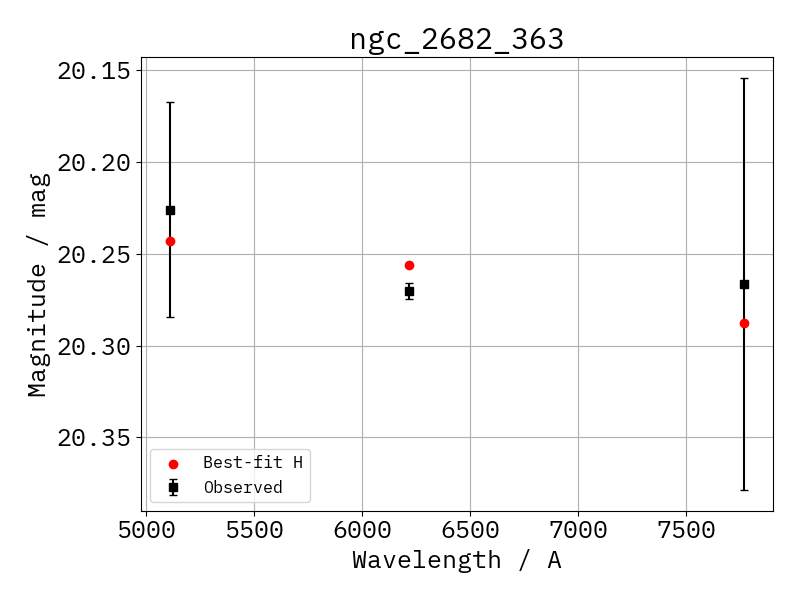 ngc_2682_363
Magnitude / mag
20.15
20.20
20.25
20.30
20.35
Best-fit H
Observed
5000 5500 6000 6500 7000 7500
Wavelength / A